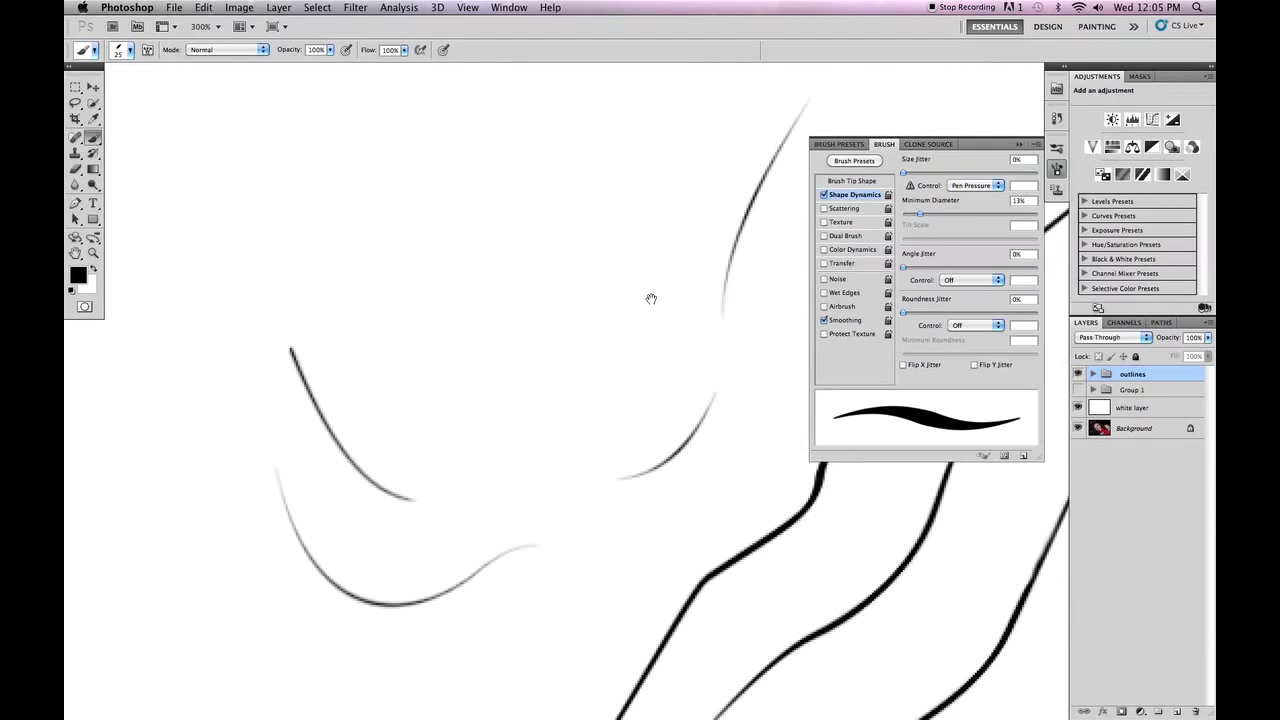 Photoshop File Edit Image Layer Select Filter Analysis 3D View Window Help Stop Recording 1 Wed 12:05 PM
Ps Br Mb 300% ESSENTIALS DESIGN PAINTING CS Live
25 Mode: Normal Opacity: 100% Flow: 100%
ADJUSTMENTS MASKS
Add an adjustment
Levels Presets
Curves Presets
Exposure Presets
Hue/Saturation Presets
Black & White Presets
Channel Mixer Presets
Selective Color Presets
BRUSH PRESETS BRUSH CLONE SOURCE
Brush Presets
Brush Tip Shape
Shape Dynamics
Scattering
Texture
Dual Brush
Color Dynamics
Transfer
Noise
Wet Edges
Airbrush
Smoothing
Protect Texture
Size Jitter 0%
Control: Pen Pressure
Minimum Diameter 13%
Tilt Scale
Angle Jitter 0%
Control: Off
Roundness Jitter 0%
Control: Off
Minimum Roundness
Flip X Jitter Flip Y Jitter
LAYERS CHANNELS PATHS
Pass Through Opacity: 100%
Lock: Fill: 100%
outlines
Group 1
white layer
Background